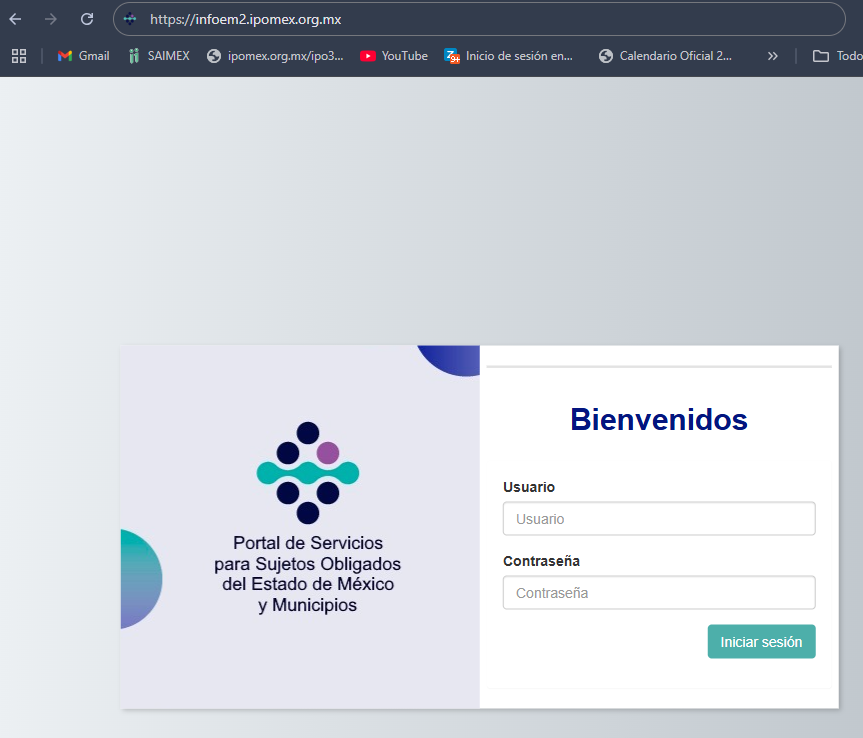 https://infoem2.ipomex.org.mx
Gmail
SAIMEX
ipomex.org.mx/ipo3...
YouTube
Inicio de sesión en...
Calendario Oficial 2...
»
Todo
Bienvenidos
Usuario
Usuario
Contraseña
Contraseña
Iniciar sesión
Portal de Servicios
para Sujetos Obligados
del Estado de México
y Municipios